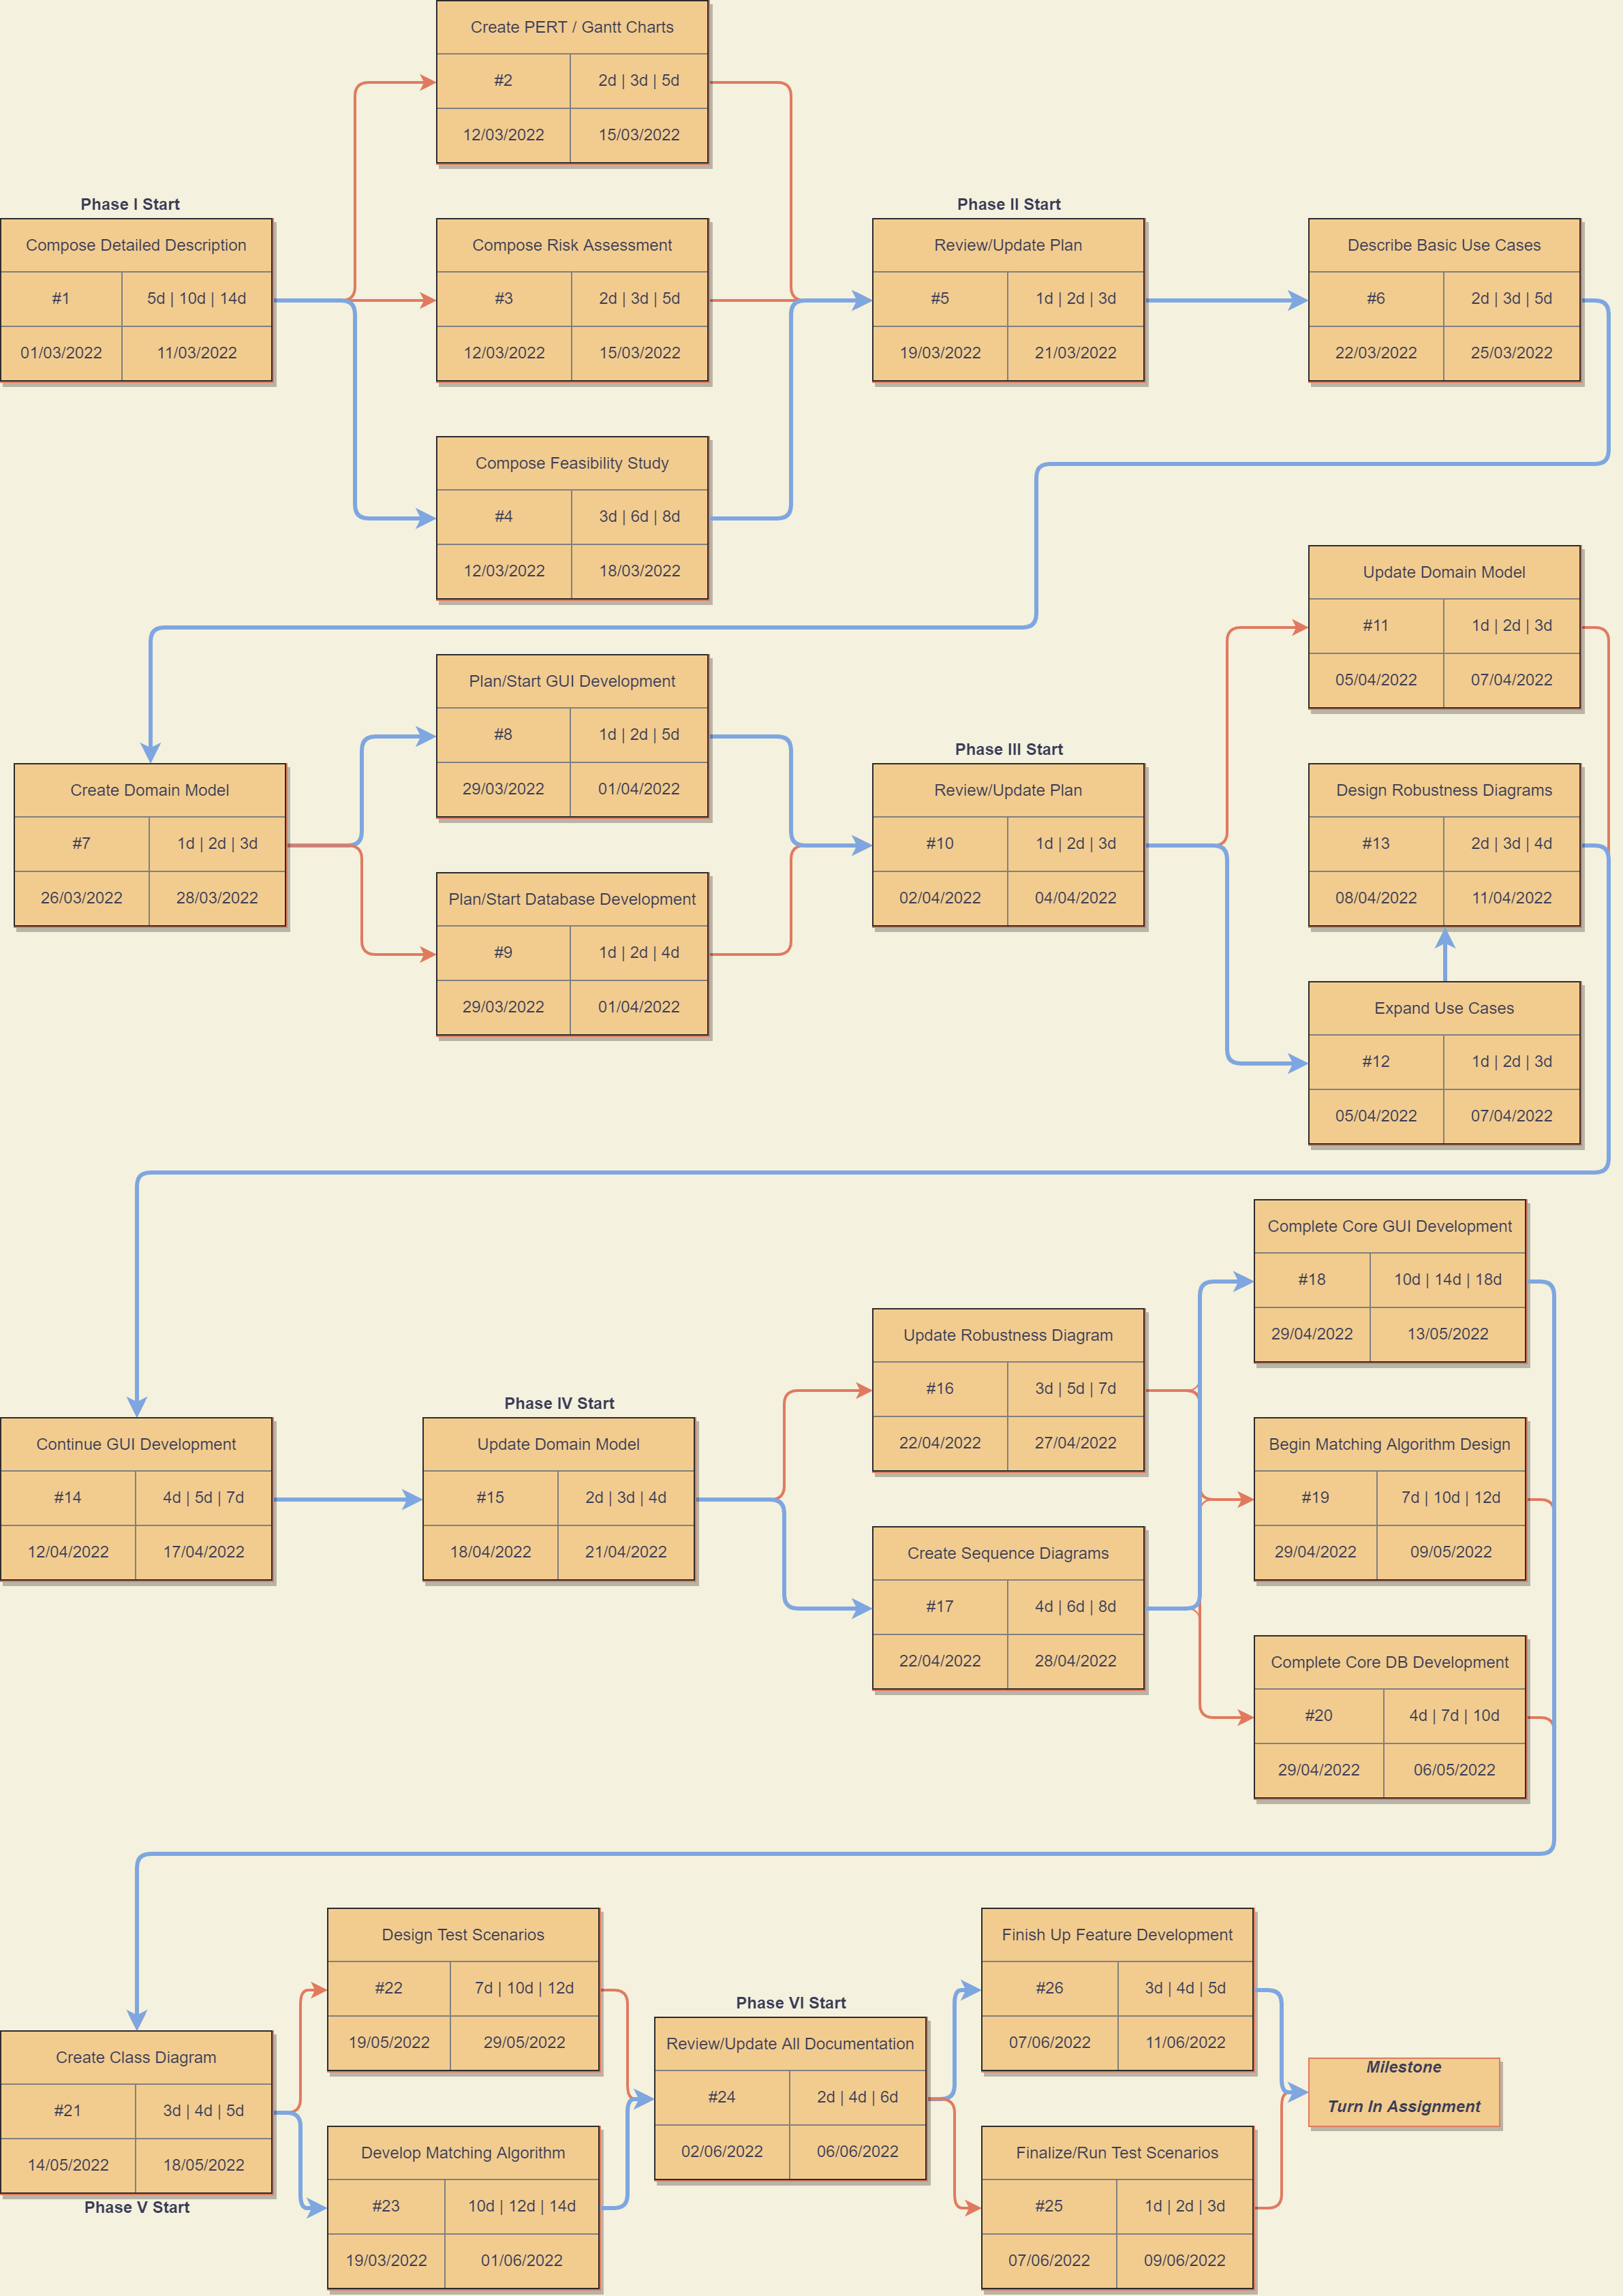 Create PERT / Gantt Charts
#2
2d | 3d | 5d
12/03/2022
15/03/2022
Phase I Start
Compose Detailed Description
#1
5d | 10d | 14d
01/03/2022
11/03/2022
Compose Risk Assessment
#3
2d | 3d | 5d
12/03/2022
15/03/2022
Compose Feasibility Study
#4
3d | 6d | 8d
12/03/2022
18/03/2022
Phase II Start
Review/Update Plan
#5
1d | 2d | 3d
19/03/2022
21/03/2022
Describe Basic Use Cases
#6
2d | 3d | 5d
22/03/2022
25/03/2022
Create Domain Model
#7
1d | 2d | 3d
26/03/2022
28/03/2022
Plan/Start GUI Development
#8
1d | 2d | 5d
29/03/2022
01/04/2022
Plan/Start Database Development
#9
1d | 2d | 4d
29/03/2022
01/04/2022
Phase III Start
Review/Update Plan
#10
1d | 2d | 3d
02/04/2022
04/04/2022
Update Domain Model
#11
1d | 2d | 3d
05/04/2022
07/04/2022
Design Robustness Diagrams
#13
2d | 3d | 4d
08/04/2022
11/04/2022
Expand Use Cases
#12
1d | 2d | 3d
05/04/2022
07/04/2022
Continue GUI Development
#14
4d | 5d | 7d
12/04/2022
17/04/2022
Phase IV Start
Update Domain Model
#15
2d | 3d | 4d
18/04/2022
21/04/2022
Update Robustness Diagram
#16
3d | 5d | 7d
22/04/2022
27/04/2022
Create Sequence Diagrams
#17
4d | 6d | 8d
22/04/2022
28/04/2022
Complete Core GUI Development
#18
10d | 14d | 18d
29/04/2022
13/05/2022
Begin Matching Algorithm Design
#19
7d | 10d | 12d
29/04/2022
09/05/2022
Complete Core DB Development
#20
4d | 7d | 10d
29/04/2022
06/05/2022
Create Class Diagram
#21
3d | 4d | 5d
14/05/2022
18/05/2022
Phase V Start
Design Test Scenarios
#22
7d | 10d | 12d
19/05/2022
29/05/2022
Develop Matching Algorithm
#23
10d | 12d | 14d
19/03/2022
01/06/2022
Phase VI Start
Review/Update All Documentation
#24
2d | 4d | 6d
02/06/2022
06/06/2022
Finish Up Feature Development
#26
3d | 4d | 5d
07/06/2022
11/06/2022
Finalize/Run Test Scenarios
#25
1d | 2d | 3d
07/06/2022
09/06/2022
Milestone
Turn In Assignment